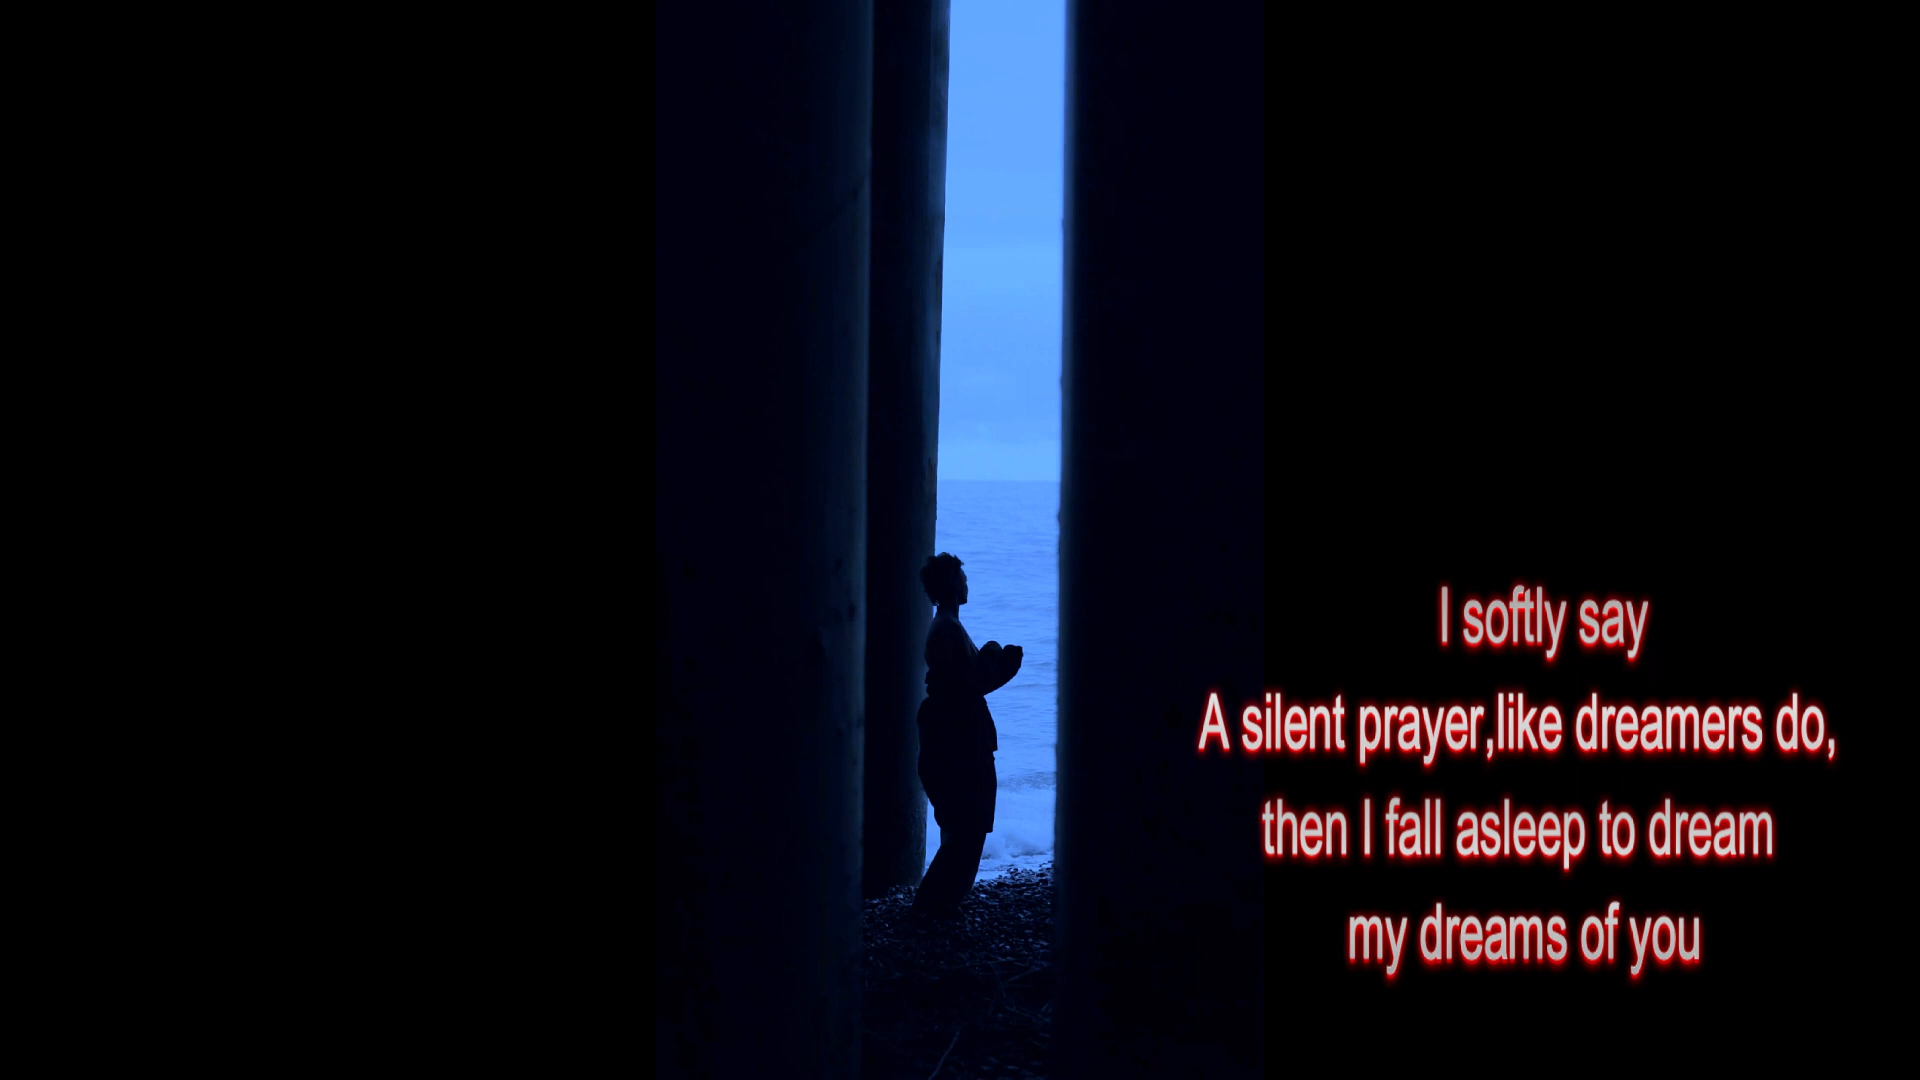 I softly say
A silent prayer,like dreamers do,
then I fall asleep to dream
my dreams of you